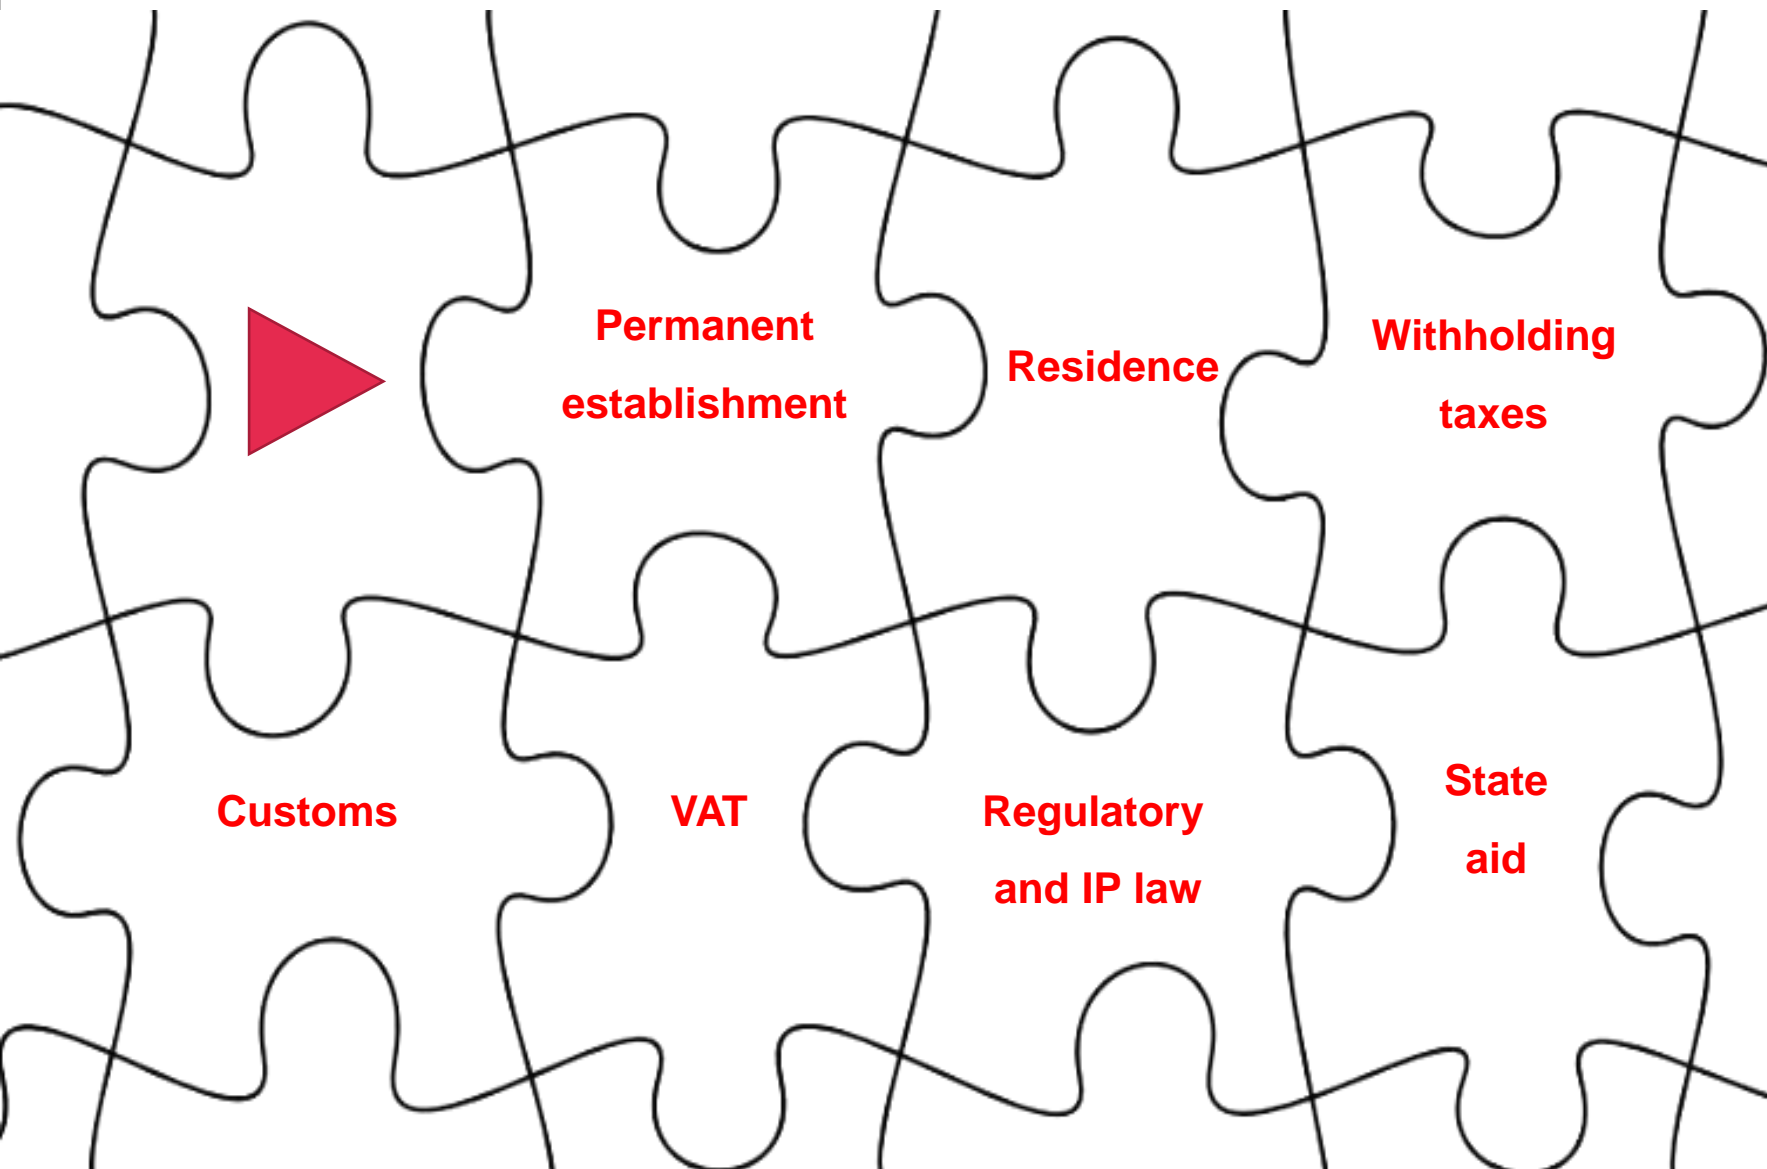 Permanent
establishment
Residence
Withholding
taxes
Customs
VAT
Regulatory
and IP law
State
aid